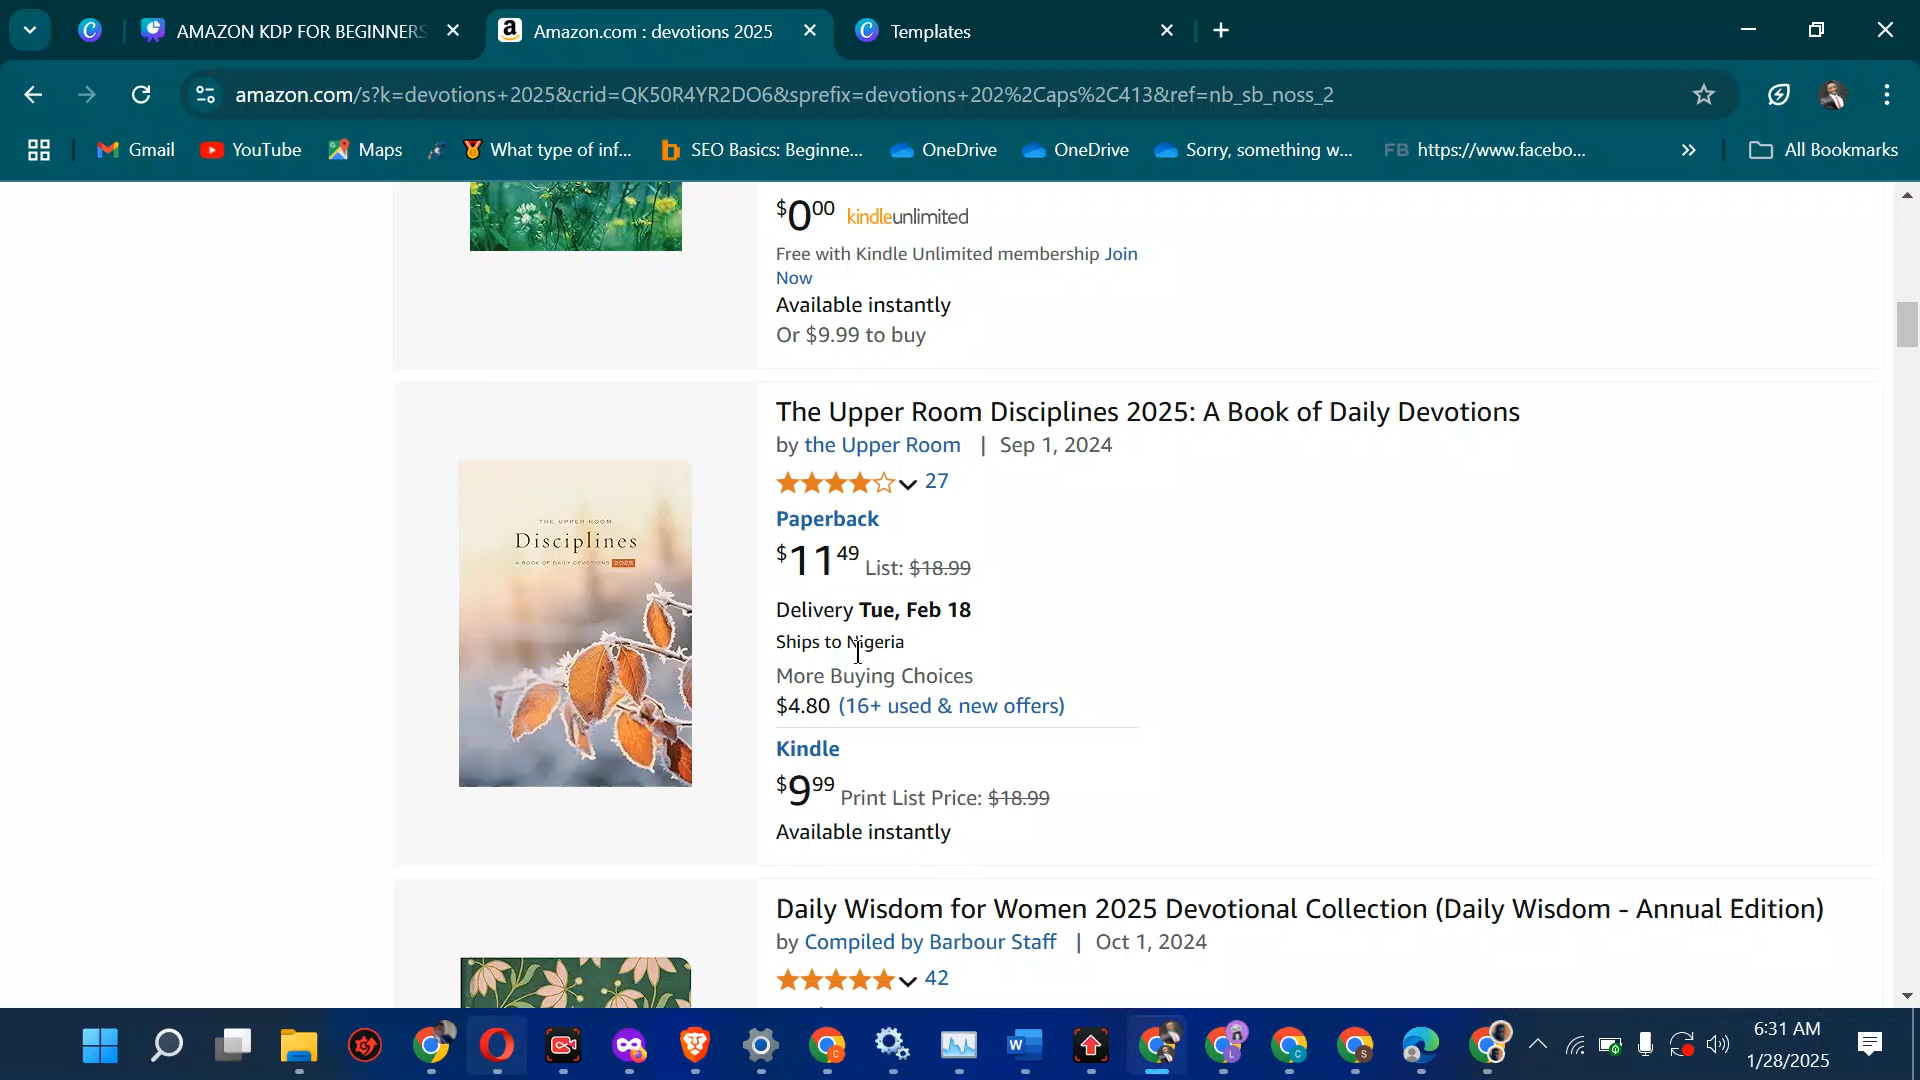 AMAZON KDP FOR BEGINNERS
Amazon.com : devotions 2025
Templates
amazon.com/s?k=devotions+2025&crid=QK50R4YR2DO6&sprefix=devotions+202%2Caps%2C413&ref=nb_sb_noss_2
Gmail
YouTube
Maps
What type of inf...
SEO Basics: Beginne...
OneDrive
OneDrive
Sorry, something w...
FB https://www.facebo...
All Bookmarks
$000 kindleunlimited
Free with Kindle Unlimited membership Join
Now
Available instantly
Or $9.99 to buy
THE UPPER ROOM
Disciplines
A BOOK OF DAILY DEVOTIONS 2025
The Upper Room Disciplines 2025: A Book of Daily Devotions
by the Upper Room | Sep 1, 2024
27
Paperback
$1149 List: $18.99
Delivery Tue, Feb 18
Ships to Nigeria
More Buying Choices
$4.80 (16+ used & new offers)
Kindle
$999 Print List Price: $18.99
Available instantly
Daily Wisdom for Women 2025 Devotional Collection (Daily Wisdom - Annual Edition)
by Compiled by Barbour Staff | Oct 1, 2024
42
6:31 AM
1/28/2025